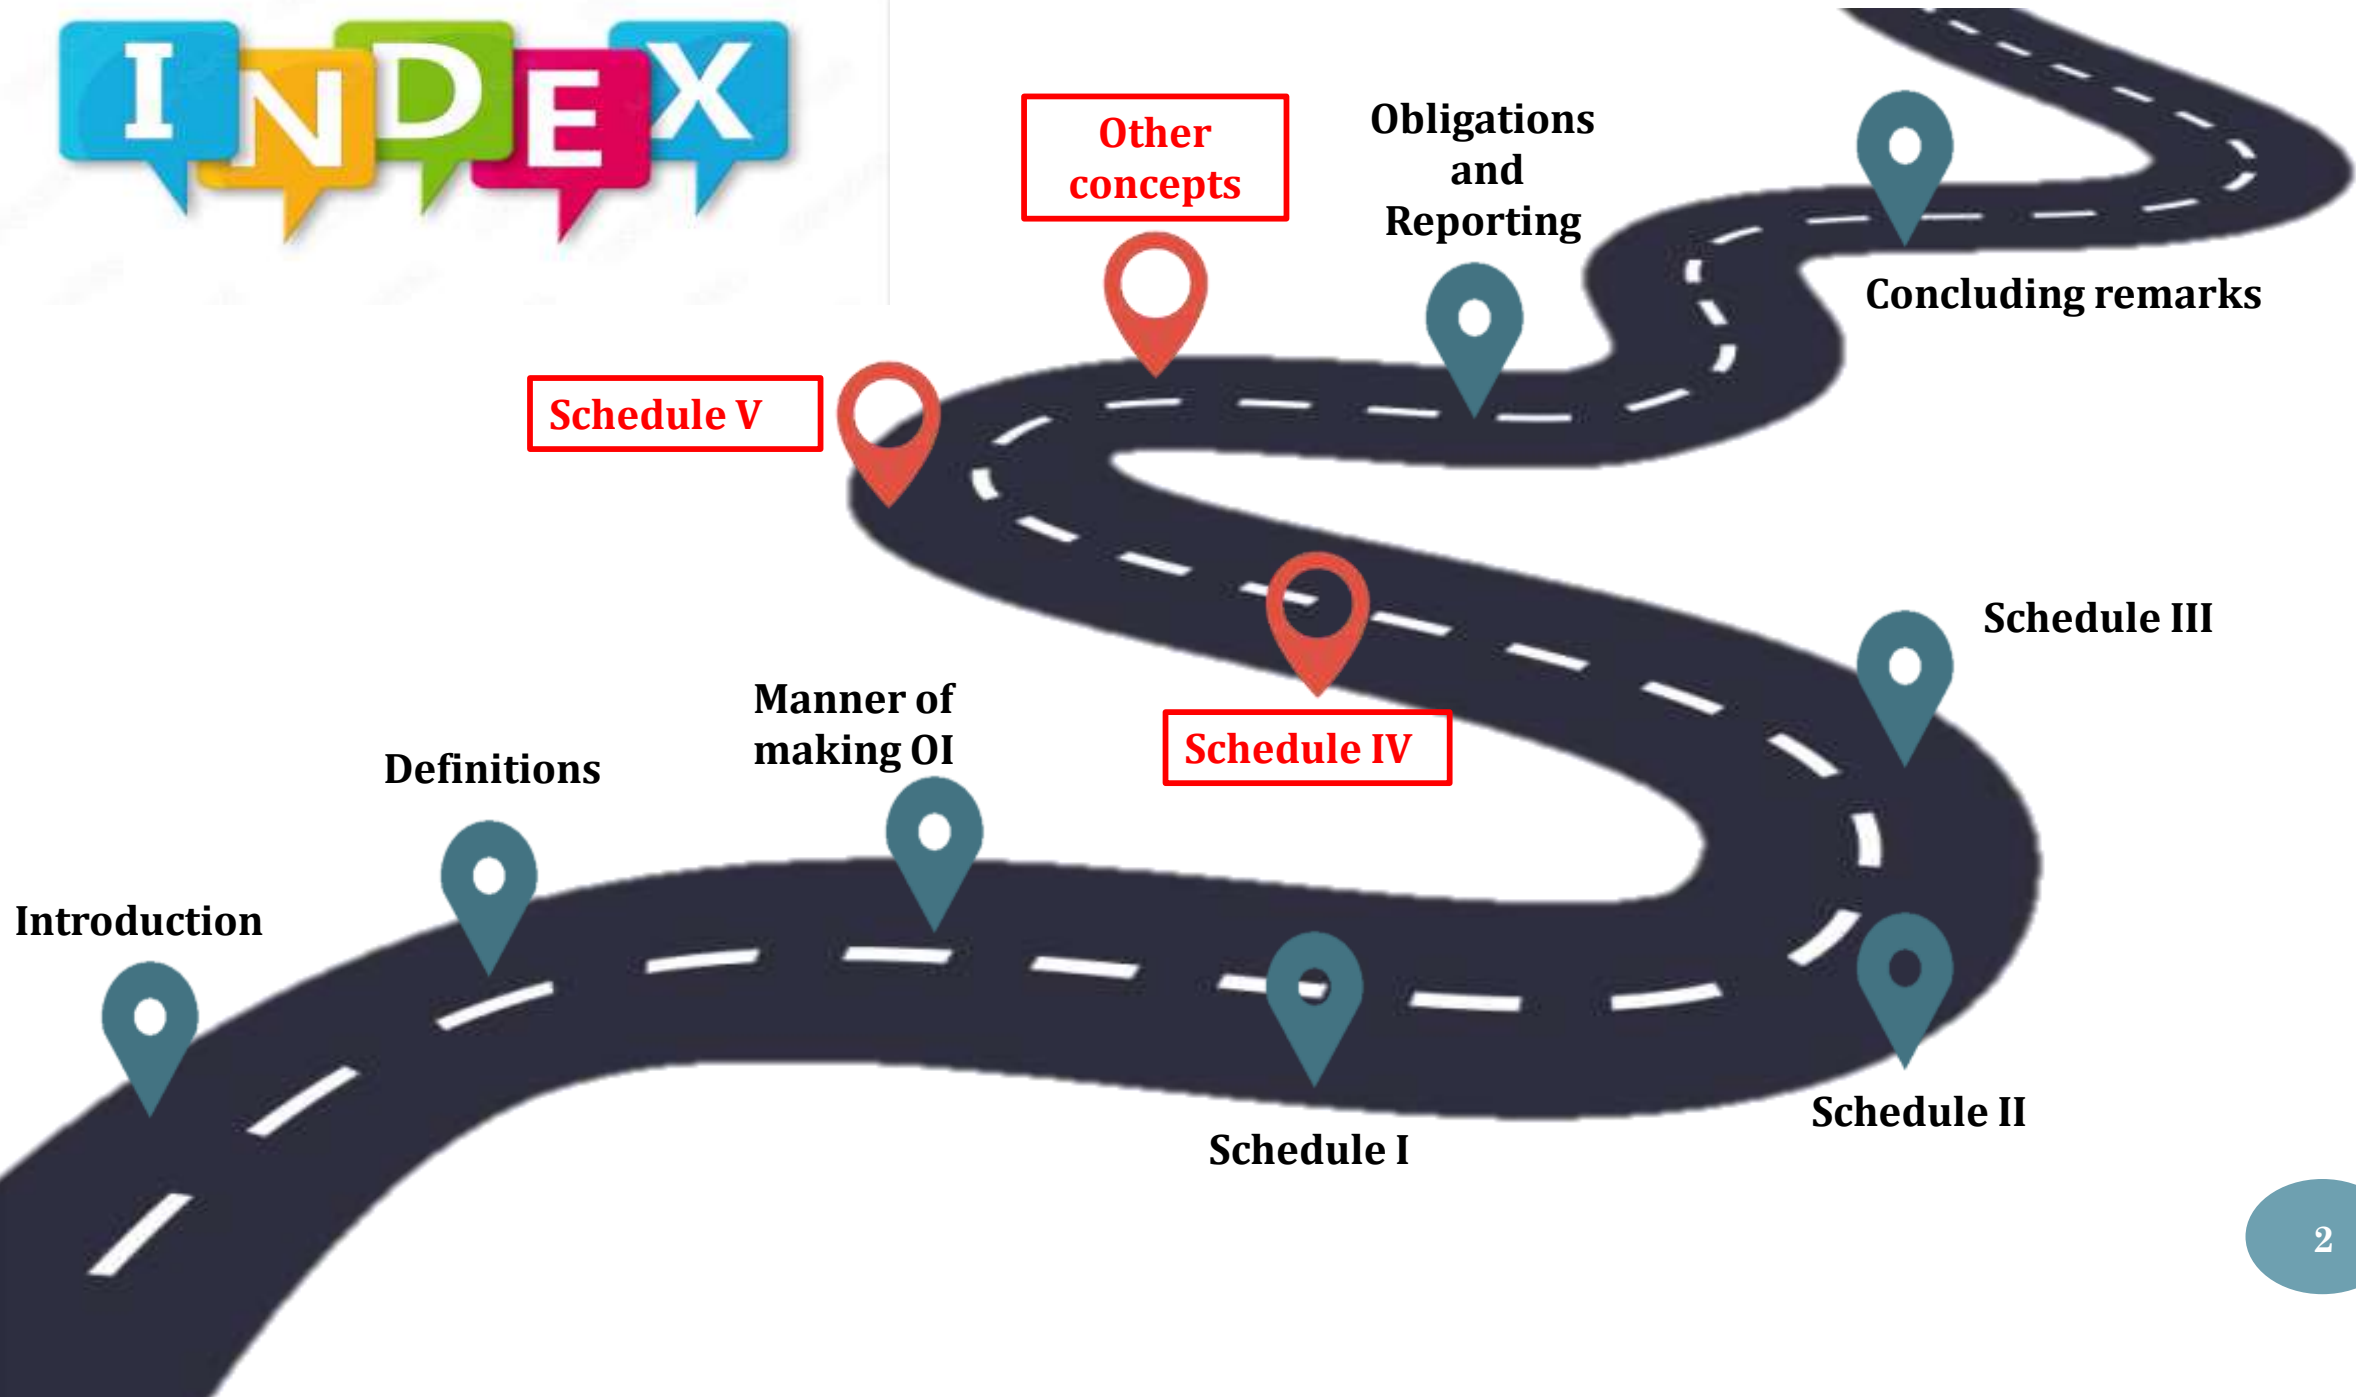 INDEX
Other
concepts
Obligations
and
Reporting
Concluding remarks
Schedule V
Schedule III
Manner of
making OI
Schedule IV
Definitions
Introduction
Schedule II
Schedule I
2